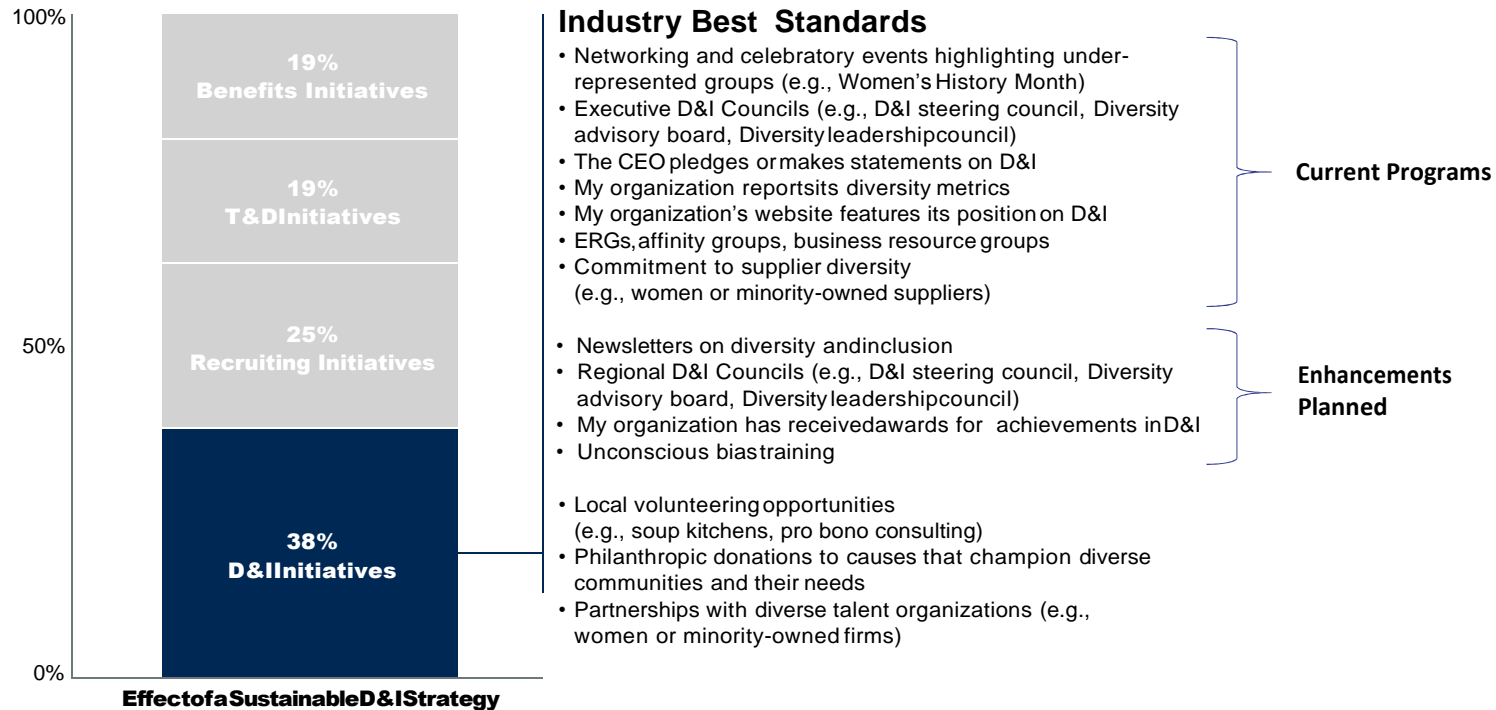 100%
50%
0%
19%
Benefits Initiatives
19%
T&DInitiatives
25%
Recruiting Initiatives
38%
D&IInitiatives
EffectofaSustainableD&IStrategy
Industry Best Standards
• Networking and celebratory events highlighting under-
represented groups (e.g., Women's History Month)
• Executive D&I Councils (e.g., D&I steering council, Diversity
advisory board, Diversityleadershipcouncil)
• The CEO pledges ormakes statements on D&I
• My organization reportsits diversity metrics
• My organization's website features its position on D&I
• ERGs,affinity groups, business resource groups
• Commitment to supplier diversity
(e.g., women or minority-owned suppliers)
Current Programs
• Newsletters on diversity andinclusion
• Regional D&I Councils (e.g., D&I steering council, Diversity
advisory board, Diversityleadershipcouncil)
• My organization has receivedawards for achievements inD&I
• Unconscious biastraining
Enhancements
Planned
• Local volunteering opportunities
(e.g., soup kitchens, pro bono consulting)
• Philanthropic donations to causes that champion diverse
communities and their needs
• Partnerships with diverse talent organizations (e.g.,
women or minority-owned firms)